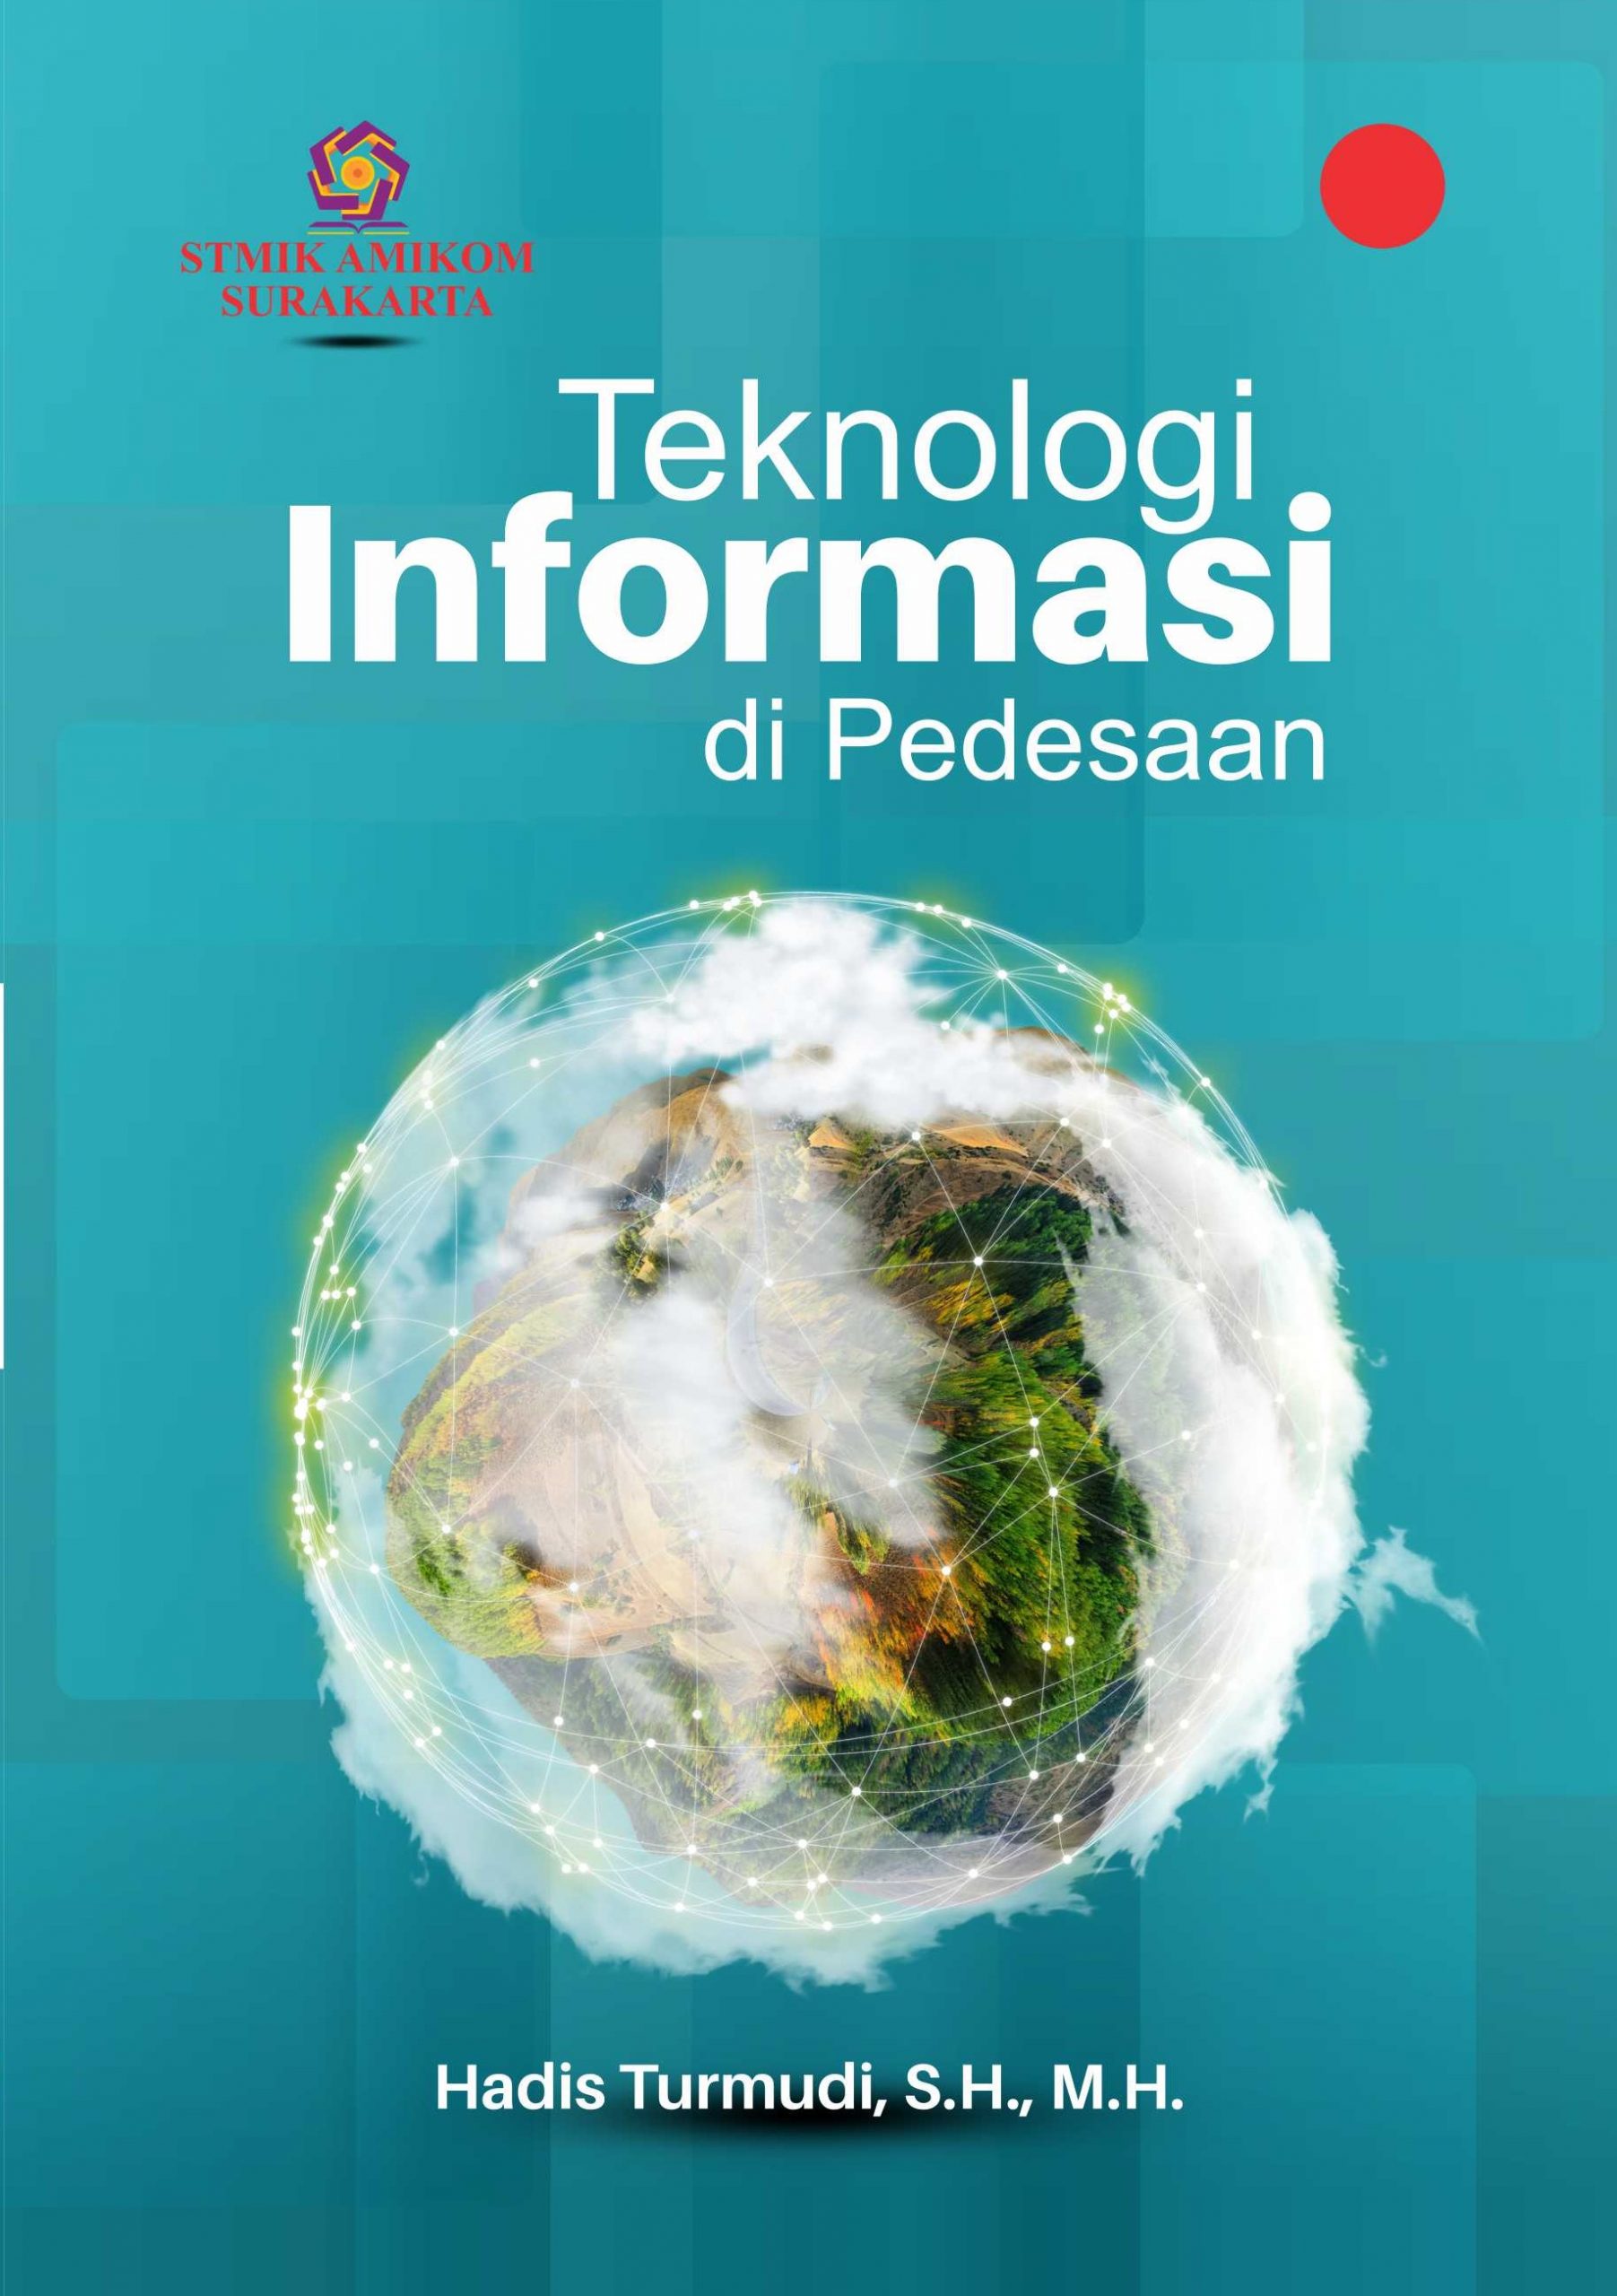 STMIK AMIKOM
SURAKARTA
Teknologi
Informasi
di Pedesaan
Hadis Turmudi, S.H., M.H.